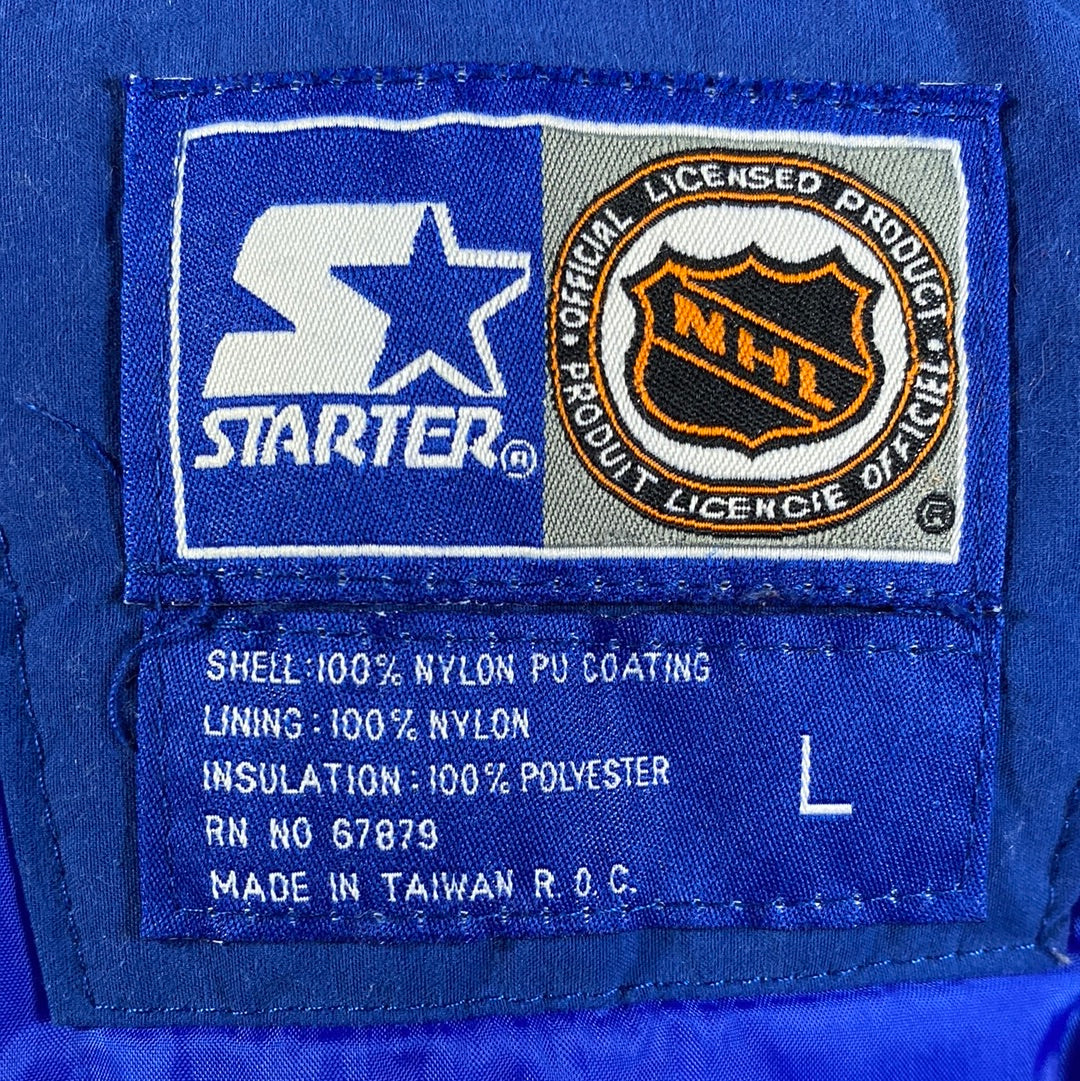 STARTER®
OFFICIAL LICENSED PRODUCT • PRODUIT LICENCIE OFFICIEL •
NHL
®
SHELL:100% NYLON PU COATING
LINING:100% NYLON
INSULATION:100% POLYESTER
RN NO 67879
MADE IN TAIWAN R.O.C.
L